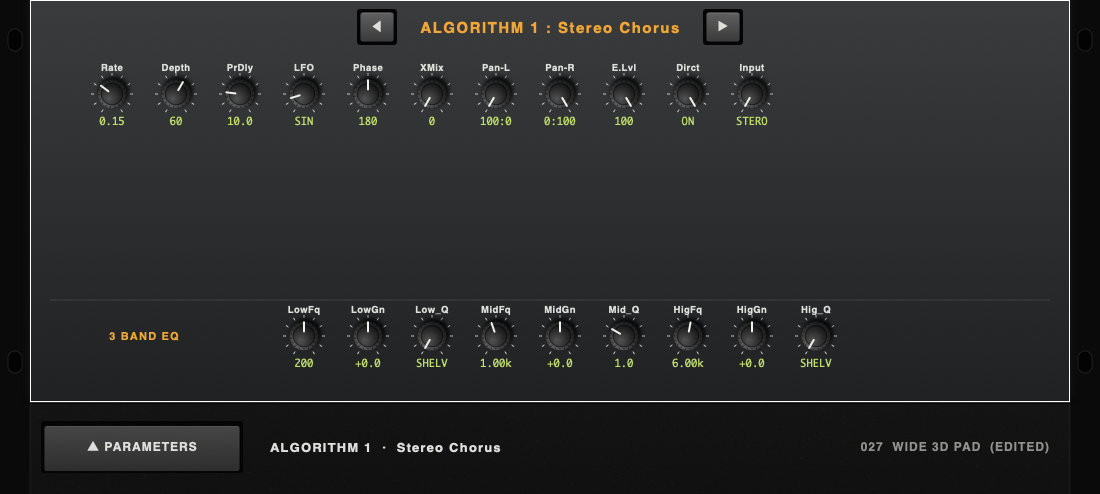 ◀ ALGORITHM 1 : Stereo Chorus ▶
Rate Depth PrDly LFO Phase XMix Pan-L Pan-R E.Lvl Dirct Input
0.15 60 10.0 SIN 180 0 100:0 0:100 100 ON STERO
LowFq LowGn Low_Q MidFq MidGn Mid_Q HigFq HigGn Hig_Q
3 BAND EQ
200 +0.0 SHELV 1.00k +0.0 1.0 6.00k +0.0 SHELV
▲ PARAMETERS ALGORITHM 1 · Stereo Chorus 027 WIDE 3D PAD (EDITED)